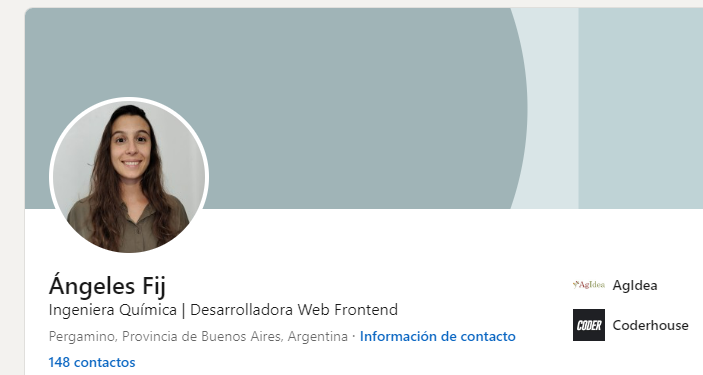 Ángeles Fij
Ingeniera Química | Desarrolladora Web Frontend
Pergamino, Provincia de Buenos Aires, Argentina · Información de contacto
148 contactos
AgIdea AgIdea
CODER Coderhouse